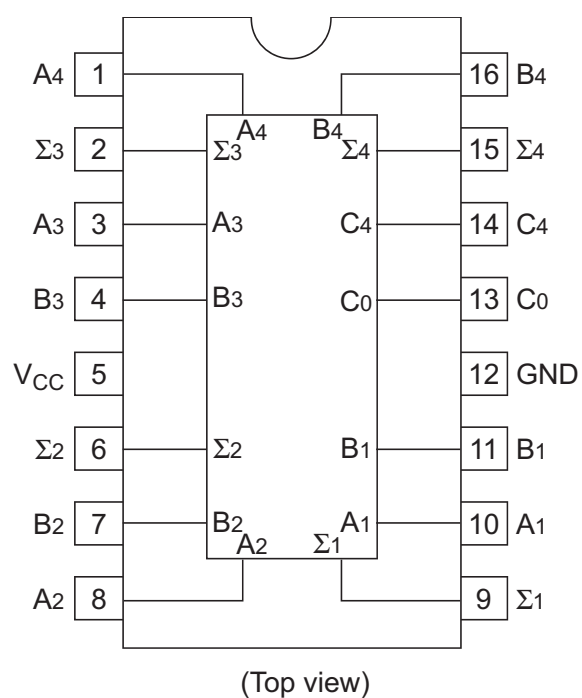 A4 1 16 B4
A4 B4
Σ3 2 Σ3 Σ4 15 Σ4
A3 3 A3 C4 14 C4
B3 4 B3 C0 13 C0
VCC 5 12 GND
Σ2 6 Σ2 B1 11 B1
B2 7 B2 A1 10 A1
A2 Σ1
A2 8 9 Σ1
(Top view)